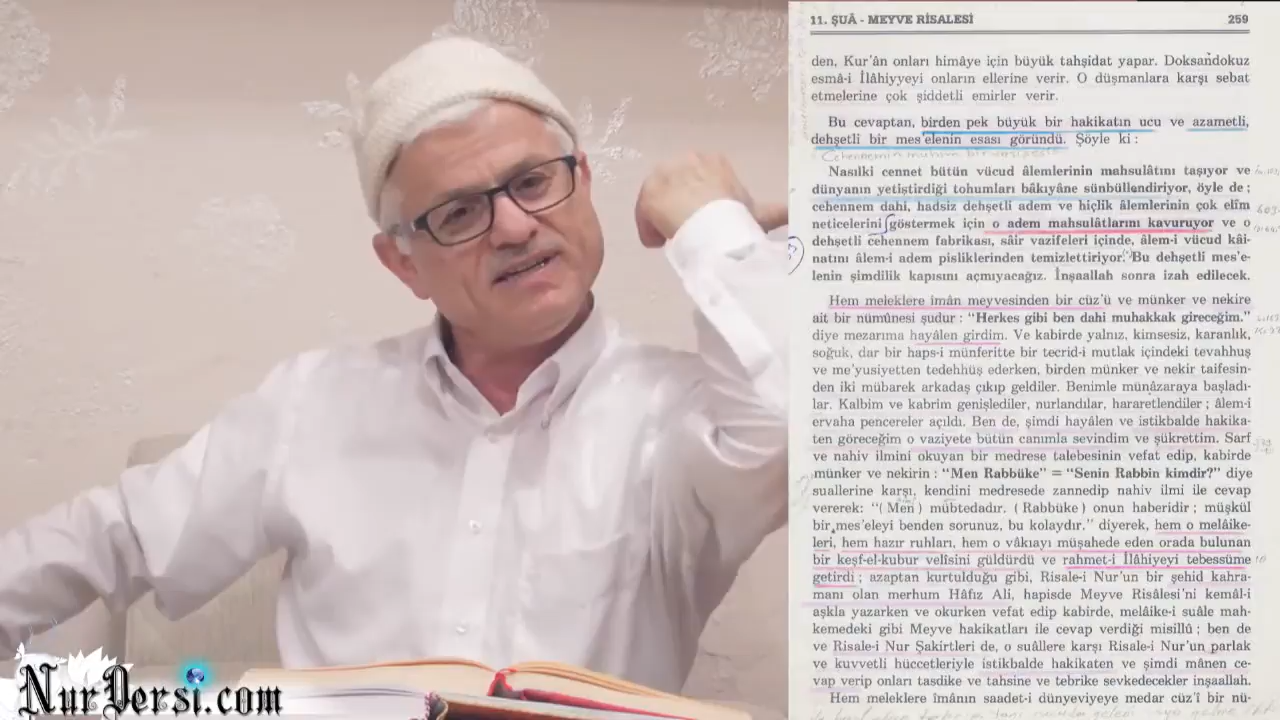 11. ŞUÂ - MEYVE RİSALESİ 259
den, Kur'ân onları himâye için büyük tahşidat yapar. Doksandokuz
esmâ-i İlâhiyyeyi onların ellerine verir. O düşmanlara karşı sebat
etmelerine çok şiddetli emirler verir.
Bu cevaptan, birden pek büyük bir hakikatın ucu ve azametli,
dehşetli bir mes'elenin esası göründü. Şöyle ki :
Cehennemin mühim bir vazifesi
Nasılki cennet bütün vücud âlemlerinin mahsulâtını taşıyor ve
dünyanın yetiştirdiği tohumları bâkıyâne sünbüllendiriyor, öyle de ;
cehennem dahi, hadsiz dehşetli adem ve hiçlik âlemlerinin çok elîm
neticelerini göstermek için o adem mahsulâtlarını kavuruyor ve o
dehşetli cehennem fabrikası, sâir vazifeleri içinde, âlem-i vücud kâi-
natını âlem-i adem pisliklerinden temizlettiriyor. Bu dehşetli mes'e-
lenin şimdilik kapısını açmıyacağız. İnşaallah sonra izah edilecek.
Hem meleklere îmân meyvesinden bir cüz'ü ve münker ve nekire
ait bir nümûnesi şudur : "Herkes gibi ben dahi muhakkak gireceğim."
diye mezarıma hayâlen girdim. Ve kabirde yalnız, kimsesiz, karanlık,
soğuk, dar bir haps-i münferitte bir tecrid-i mutlak içindeki tevahhuş
ve me'yusiyetten tedehhüş ederken, birden münker ve nekir taifesin-
den iki mübarek arkadaş çıkıp geldiler. Benimle münâzaraya başladı-
lar. Kalbim ve kabrim genişlediler, nurlandılar, hararetlendiler ; âlem-i
ervaha pencereler açıldı. Ben de, şimdi hayâlen ve istikbalde hakika-
ten göreceğim o vaziyete bütün canımla sevindim ve şükrettim. Sarf
ve nahiv ilmini okuyan bir medrese talebesinin vefat edip, kabirde
münker ve nekirin : "Men Rabbüke" = "Senin Rabbin kimdir?" diye
suallerine karşı, kendini medresede zannedip nahiv ilmi ile cevap
vererek: "( Men ) mübtedadır. ( Rabbüke ) onun haberidir ; müşkül
bir mes'eleyi benden sorunuz, bu kolaydır." diyerek, hem o melâike-
leri, hem hazır ruhları, hem o vâkıayı müşahede eden orada bulunan
bir keşf-el-kubur velîsini güldürdü ve rahmet-i İlâhiyeyi tebessüme
getirdi ; azaptan kurtulduğu gibi, Risale-i Nur'un bir şehid kahra-
manı olan merhum Hâfız Ali, hapisde Meyve Risâlesi'ni kemâl-i
aşkla yazarken ve okurken vefat edip kabirde, melâike-i suâle mah-
kemedeki gibi Meyve hakikatları ile cevap verdiği misillû ; ben de
ve Risale-i Nur Şakirtleri de, o suâllere karşı Risale-i Nur'un parlak
ve kuvvetli hüccetleriyle istikbalde hakikaten ve şimdi mânen ce-
vap verip onları tasdike ve tahsine ve tebrike sevkedecekler inşaallah.
Hem meleklere îmânın saadet-i dünyeviyeye medar cüz'î bir nü-
NurDersi.com